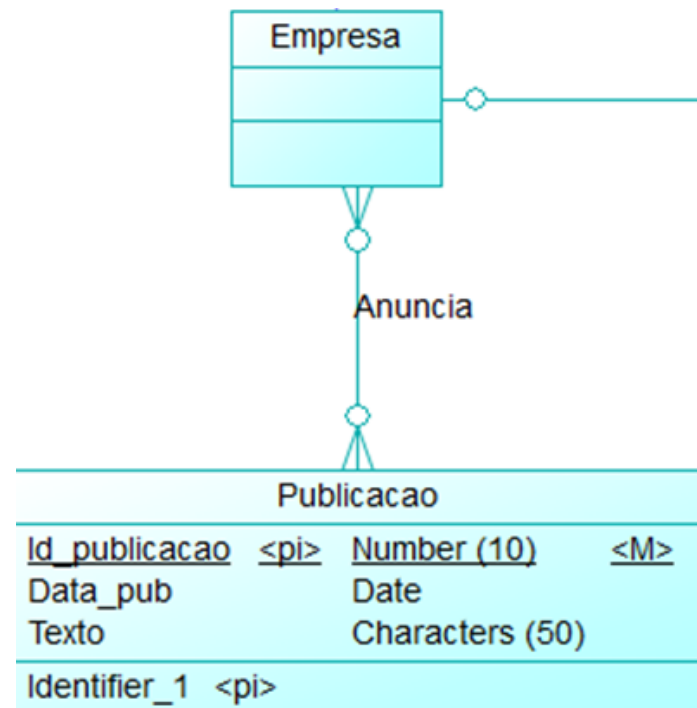 Empresa
Anuncia
Publicacao
Id_publicacao <pi> Number (10) <M>
Data_pub Date
Texto Characters (50)
Identifier_1 <pi>